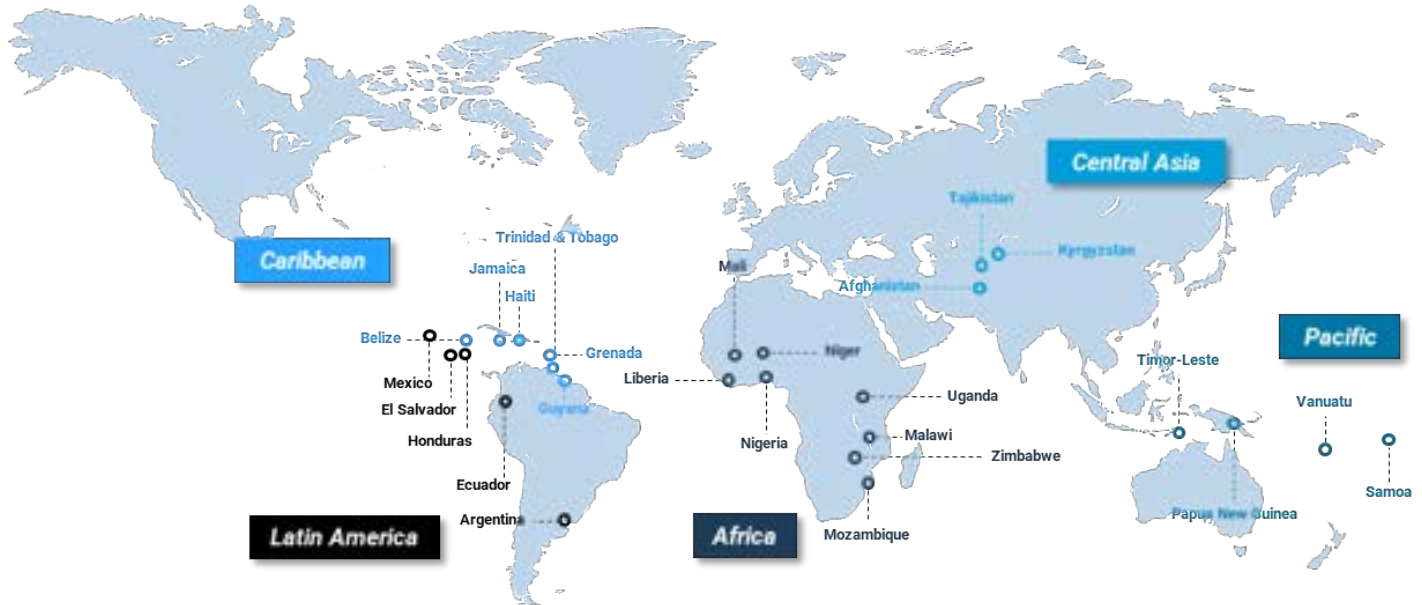 Central Asia
Tajikistan
Trinidad & Tobago
Kyrgyzstan
Caribbean
Mali
Jamaica
Afghanistan
Haiti
Pacific
Belize
Grenada
Niger
Timor-Leste
Mexico
Liberia
Uganda
Vanuatu
El Salvador
Guyana
Honduras
Nigeria
Malawi
Zimbabwe
Ecuador
Samoa
Argentina
Papua New Guinea
Latin America
Africa
Mozambique